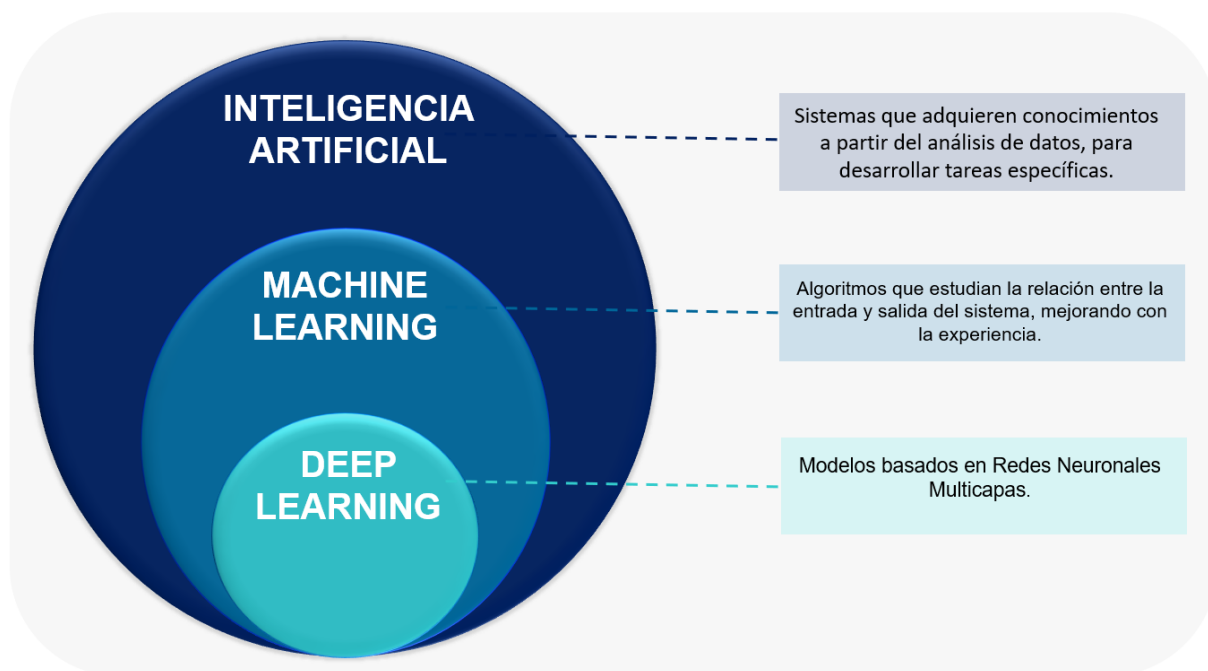 INTELIGENCIA
ARTIFICIAL
Sistemas que adquieren conocimientos
a partir del análisis de datos, para
desarrollar tareas específicas.
MACHINE
LEARNING
Algoritmos que estudian la relación entre la
entrada y salida del sistema, mejorando con
la experiencia.
DEEP
LEARNING
Modelos basados en Redes Neuronales
Multicapas.